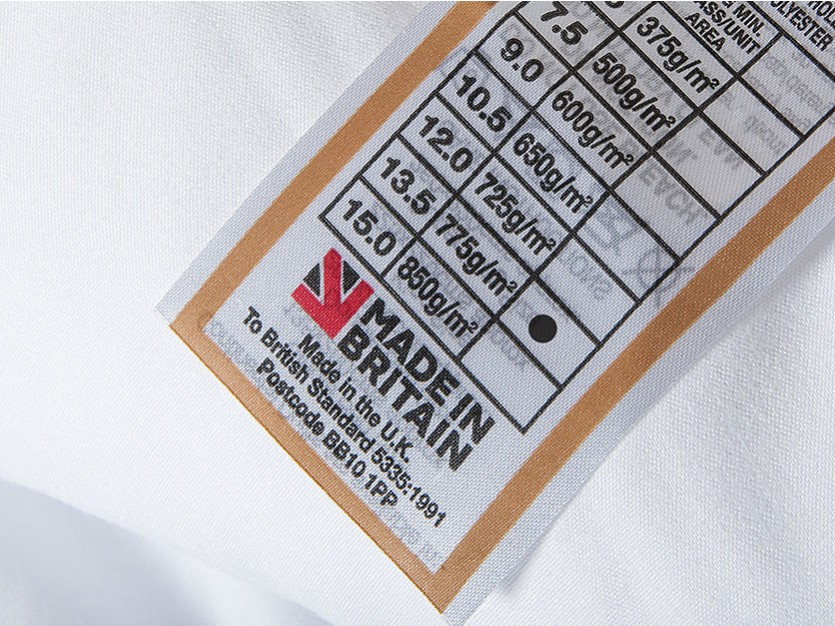 MIN.
ASS/UNIT
AREA
POLYESTER
7.5 375g/m²
9.0 500g/m²
10.5 600g/m²
12.0 650g/m²
13.5 725g/m²
15.0 775g/m²
850g/m²
MADE IN
BRITAIN
Made in the U.K.
To British Standard 5335:1991
Postcode BB10 1PP